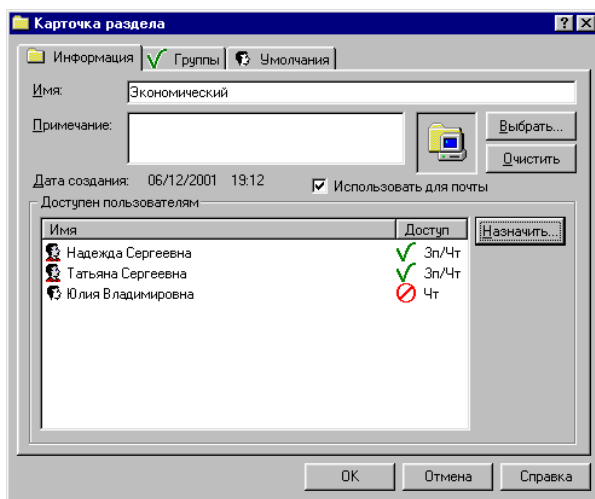 Карточка раздела
Информация Группы Умолчания
Имя: Экономический
Примечание: Выбрать...
Очистить
Дата создания: 06/12/2001 19:12 Использовать для почты
Доступен пользователям
Имя Доступ Назначить...
Надежда Сергеевна Зп/Чт
Татьяна Сергеевна Зп/Чт
Юлия Владимировна Чт
OK Отмена Справка